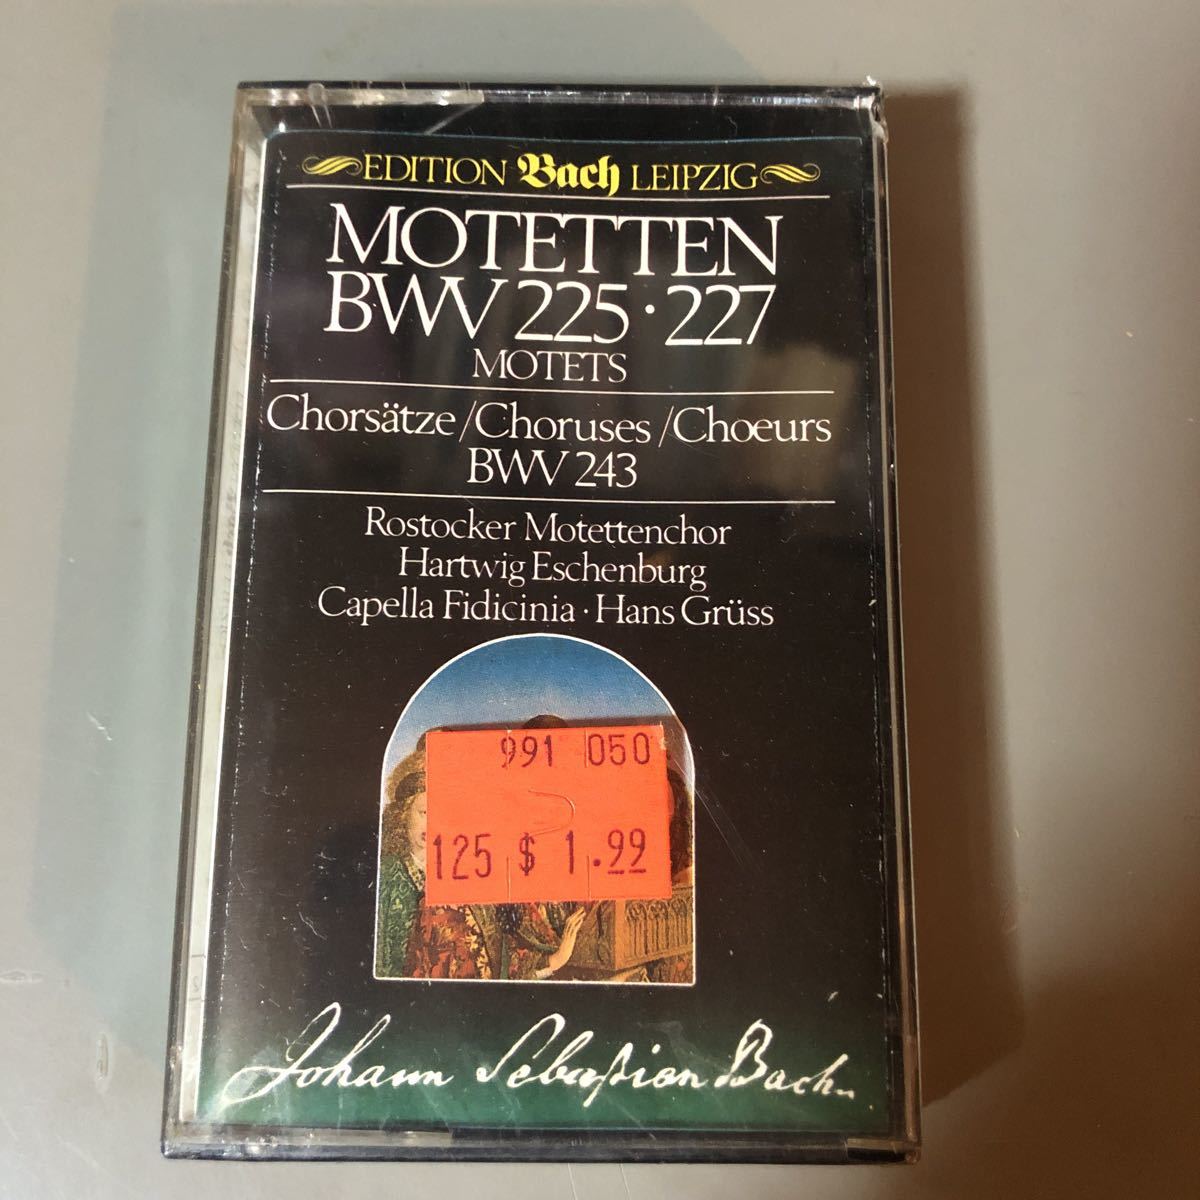 EDITION Bach LEIPZIG
MOTETTEN
BWV 225 · 227
MOTETS
Chorsätze/Choruses/Chœurs
BWV 243
Rostocker Motettenchor
Hartwig Eschenburg
Capella Fidicinia · Hans Grüss
991 050
125 $ 1.99
Johann Sebastian Bach